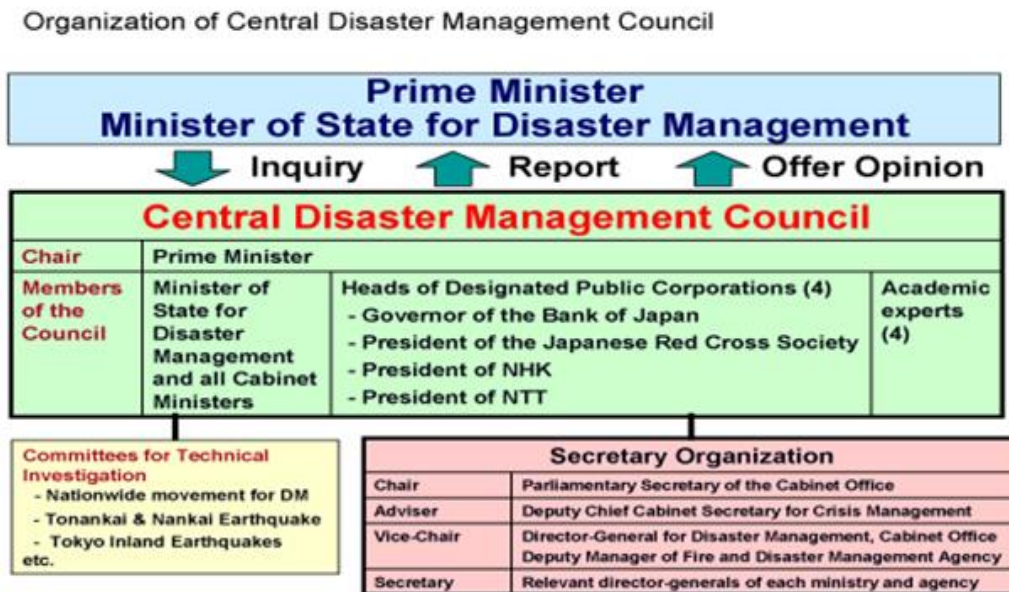 Organization of Central Disaster Management Council
Prime Minister
Minister of State for Disaster Management
Inquiry Report Offer Opinion
Central Disaster Management Council
Chair Prime Minister
Members of the Council
Minister of State for Disaster Management and all Cabinet Ministers
Heads of Designated Public Corporations (4)
- Governor of the Bank of Japan
- President of the Japanese Red Cross Society
- President of NHK
- President of NTT
Academic experts (4)
Committees for Technical
Investigation
- Nationwide movement for DM
- Tonankai & Nankai Earthquake
- Tokyo Inland Earthquakes
etc.
Secretary Organization
Chair Parliamentary Secretary of the Cabinet Office
Adviser Deputy Chief Cabinet Secretary for Crisis Management
Vice-Chair Director-General for Disaster Management, Cabinet Office
Deputy Manager of Fire and Disaster Management Agency
Secretary Relevant director-generals of each ministry and agency